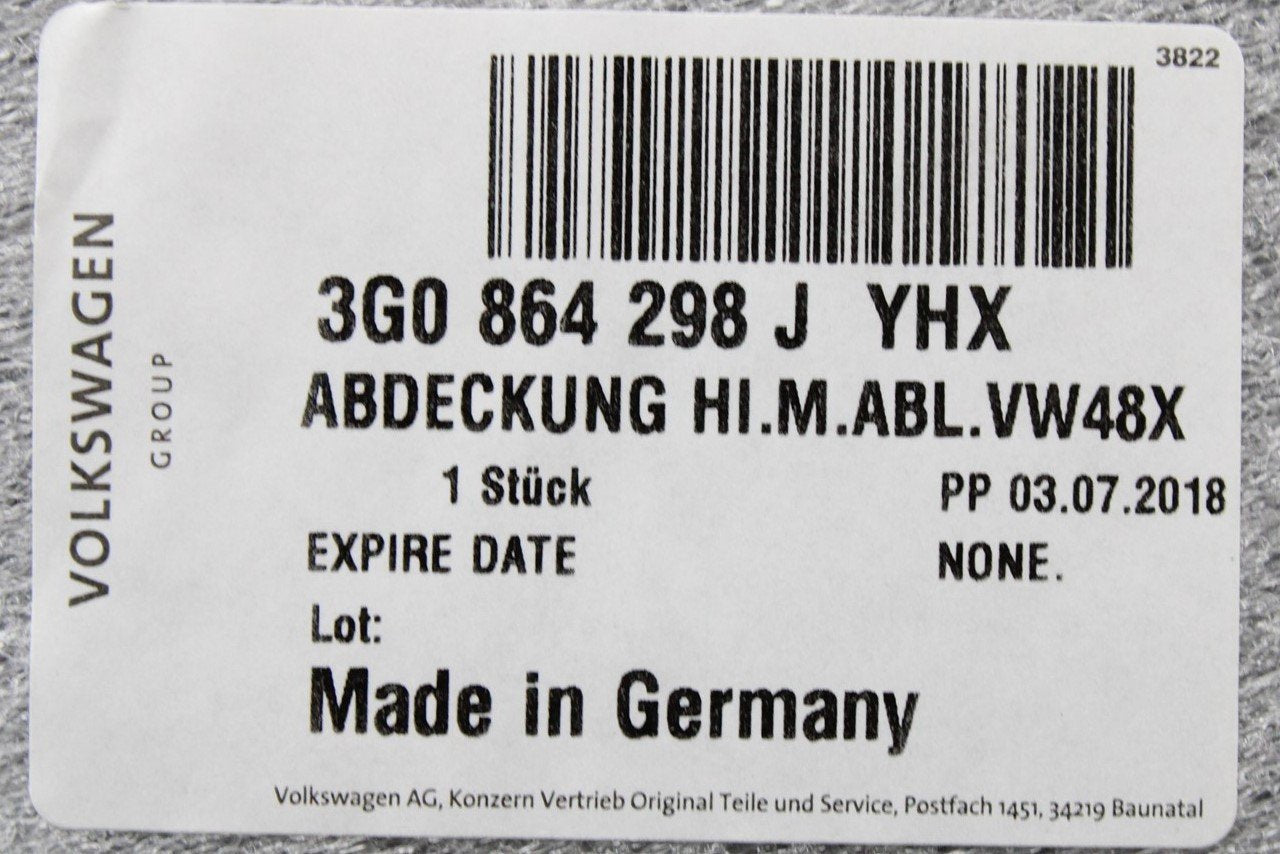 3822
VOLKSWAGEN
GROUP
3G0 864 298 J YHX
ABDECKUNG HI.M.ABL.VW48X
1 Stück PP 03.07.2018
EXPIRE DATE NONE.
Lot:
Made in Germany
Volkswagen AG, Konzern Vertrieb Original Teile und Service, Postfach 1451, 34219 Baunatal